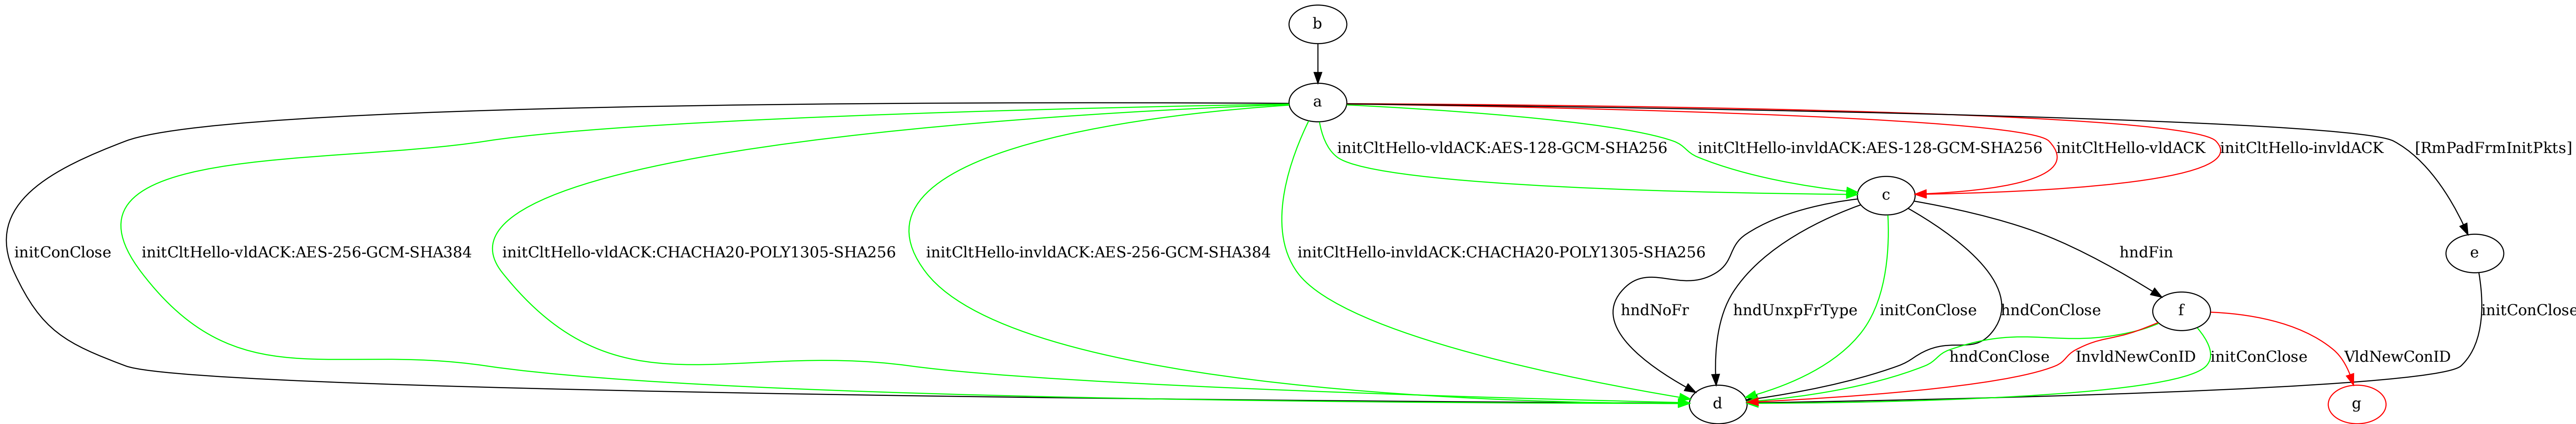 b
a
initCltHello-vldACK:AES-128-GCM-SHA256
initCltHello-invldACK:AES-128-GCM-SHA256
initCltHello-vldACK
initCltHello-invldACK
[RmPadFrmInitPkts]
c
initConClose
initCltHello-vldACK:AES-256-GCM-SHA384
initCltHello-vldACK:CHACHA20-POLY1305-SHA256
initCltHello-invldACK:AES-256-GCM-SHA384
initCltHello-invldACK:CHACHA20-POLY1305-SHA256
hndFin
e
hndNoFr
hndUnxpFrType
initConClose
hndConClose
f
initConClose
hndConClose
InvldNewConID
initConClose
VldNewConID
d
g